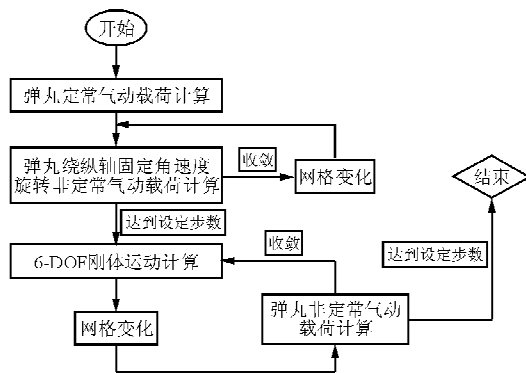 开始
弹丸定常气动载荷计算
弹丸绕纵轴固定角速度
旋转非定常气动载荷计算
收敛
网格变化
结束
达到设定步数
收敛
达到设定步数
6-DOF刚体运动计算
弹丸非定常气动
载荷计算
网格变化